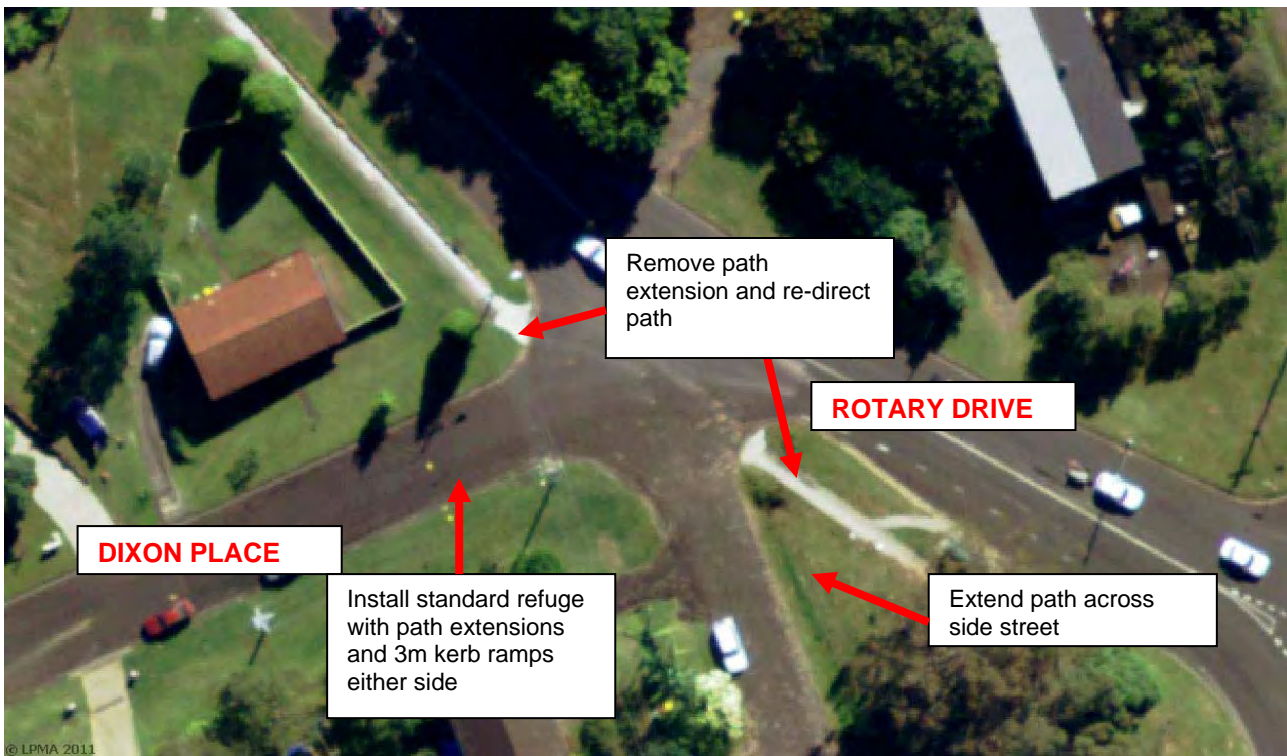 Remove path
extension and re-direct
path
ROTARY DRIVE
DIXON PLACE
Install standard refuge
with path extensions
and 3m kerb ramps
either side
Extend path across
side street
© LPMA 2011